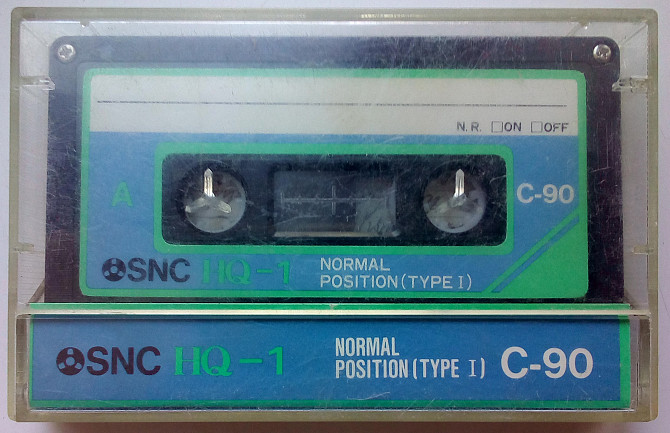 N.R. □ON □OFF
A
C-90
SNC HQ-1 NORMAL
POSITION(TYPE I)
SNC HQ-1 NORMAL
POSITION(TYPE I) C-90